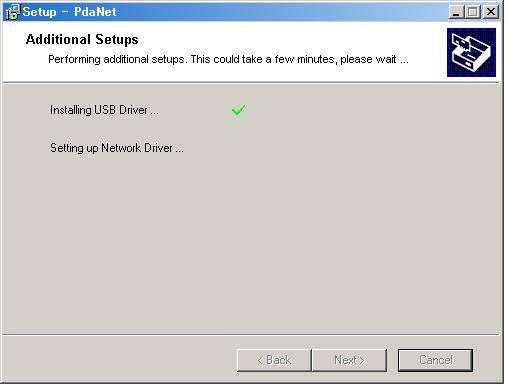 Setup - PdaNet
Additional Setups
Performing additional setups. This could take a few minutes, please wait ...
Installing USB Driver ...
Setting up Network Driver ...
< Back  Next >  Cancel